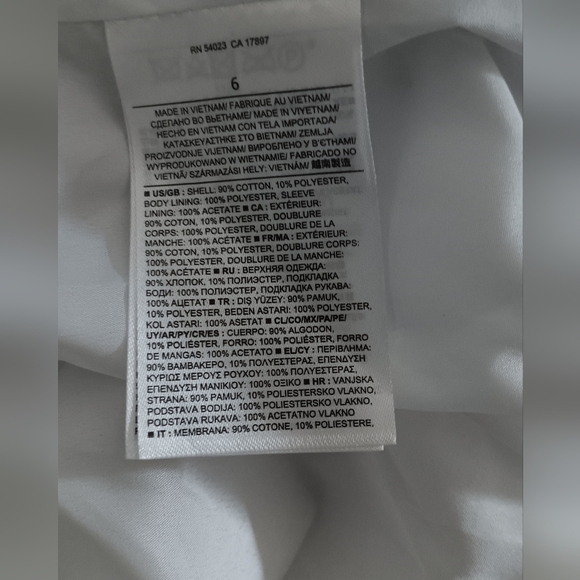 RN 54023 CA 17897
6
MADE IN VIETNAM/ FABRIQUÉ AU VIETNAM/
СДЕЛАНО ВО ВЬЕТНАМЕ/ MADE IN VIYETNAM/
HECHO EN VIETNAM CON TELA IMPORTADA/
ΚΑΤΑΣΚΕΥΑΣΤΗΚΕ ΣΤΟ ΒΙΕΤΝΑΜ/ ZEMLJA
PROIZVODNJE VIJETNAM/ ВИРОБЛЕНО У В'ЄТНАМІ/
WYPRODUKOWANO W WIETNAMIE/ FABRICADO NO
VIETNÃ/ SZÁRMAZÁSI HELY: VIETNÁM/ 越南製造
■ US/GB : SHELL: 90% COTTON, 10% POLYESTER,
BODY LINING: 100% POLYESTER, SLEEVE
LINING: 100% ACETATE ■ CA : EXTÉRIEUR:
90% COTON, 10% POLYESTER, DOUBLURE
CORPS: 100% POLYESTER, DOUBLURE DE LA
MANCHE: 100% ACÉTATE ■ FR/MA : EXTÉRIEUR:
90% COTON, 10% POLYESTER, DOUBLURE CORPS:
100% POLYESTER, DOUBLURE DE LA MANCHE:
100% ACÉTATE ■ RU : ВЕРХНЯЯ ОДЕЖДА:
90% ХЛОПОК, 10% ПОЛИЭСТЕР, ПОДКЛАДКА
БОДИ: 100% ПОЛИЭСТЕР, ПОДКЛАДКА РУКАВА:
100% АЦЕТАТ ■ TR : DIŞ YÜZEY: 90% PAMUK,
10% POLYESTER, BEDEN ASTARI: 100% POLYESTER,
KOL ASTARI: 100% ASETAT ■ CL/CO/MX/PA/PE/
UY/AR/PY/CR/ES : CUERPO: 90% ALGODÓN,
10% POLIÉSTER, FORRO: 100% POLIÉSTER, FORRO
DE MANGAS: 100% ACETATO ■ EL/CY : ΠΕΡΙΒΛΗΜΑ:
90% ΒΑΜΒΑΚΕΡΟ, 10% ΠΟΛΥΕΣΤΕΡΑΣ, ΕΠΕΝΔΥΣΗ
ΚΥΡΙΩΣ ΜΕΡΟΥΣ ΡΟΥΧΟΥ: 100% ΠΟΛΥΕΣΤΕΡΑΣ,
ΕΠΕΝΔΥΣΗ ΜΑΝΙΚΙΟΥ: 100% ΟΞΙΚΟ ■ HR : VANJSKA
STRANA: 90% PAMUK, 10% POLIESTERSKO VLAKNO,
PODSTAVA BODIJA: 100% POLIESTERSKO VLAKNO,
PODSTAVA RUKAVA: 100% ACETATNO VLAKNO
■ IT : MEMBRANA: 90% COTONE, 10% POLIESTERE,